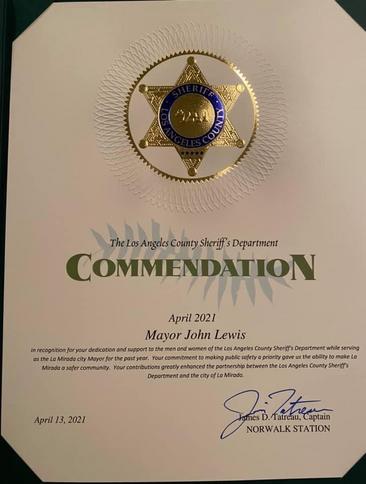 SHERIFF
LOS ANGELES COUNTY
The Los Angeles County Sheriff's Department
COMMENDATION
April 2021
Mayor John Lewis
in recognition for your dedication and support to the men and women of the Los Angeles County Sheriff's Department while serving
as the La Mirada city Mayor for the past year. Your commitment to making public safety a priority gave us the ability to make La
Mirada a safer community. Your contributions greatly enhanced the partnership between the Los Angeles County Sheriff's
Department and the city of La Mirada.
April 13, 2021
James D. Tatreau, Captain
NORWALK STATION